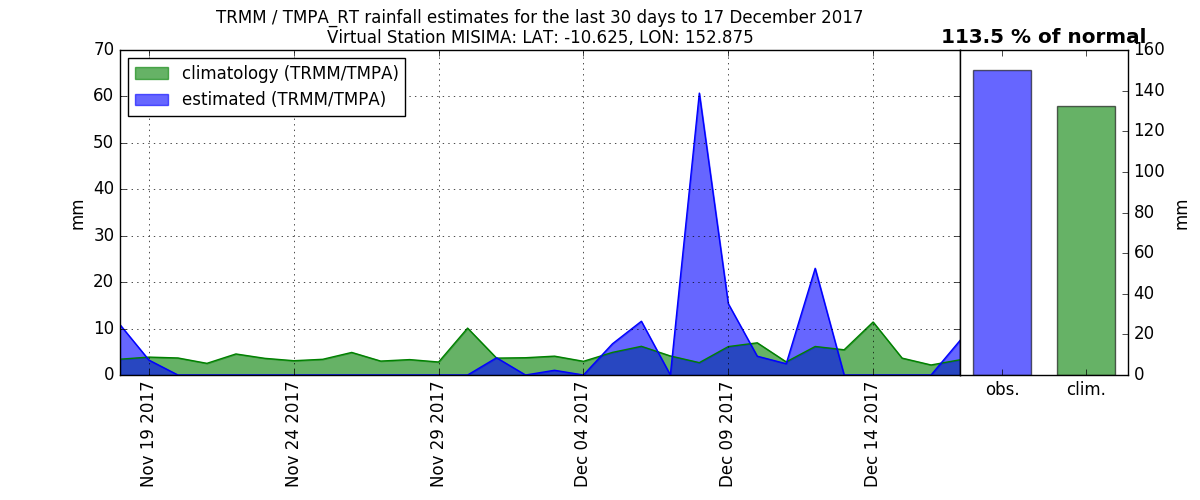 TRMM / TMPA_RT rainfall estimates for the last 30 days to 17 December 2017
Virtual Station MISIMA: LAT: -10.625, LON: 152.875
113.5 % of normal
climatology (TRMM/TMPA)
estimated (TRMM/TMPA)
70
60
50
40
30
20
10
0
mm
Nov 19 2017
Nov 24 2017
Nov 29 2017
Dec 04 2017
Dec 09 2017
Dec 14 2017
160
140
120
100
80
60
40
20
0
mm
obs.
clim.